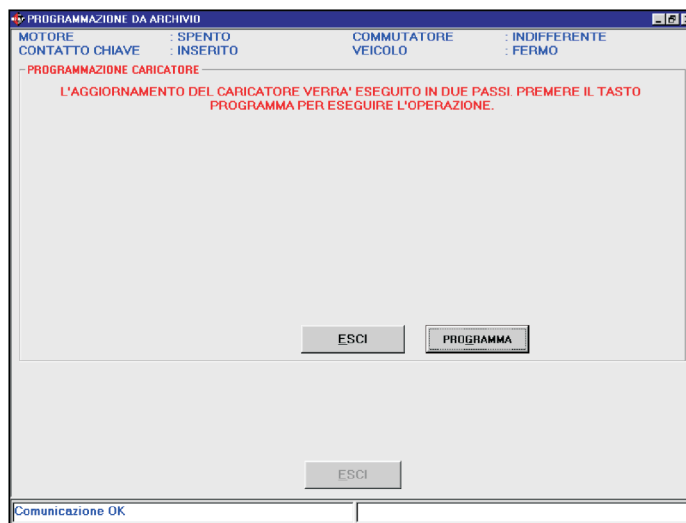 PROGRAMMAZIONE DA ARCHIVIO
MOTORE : SPENTO COMMUTATORE : INDIFFERENTE
CONTATTO CHIAVE : INSERITO VEICOLO : FERMO
PROGRAMMAZIONE CARICATORE
L'AGGIORNAMENTO DEL CARICATORE VERRA' ESEGUITO IN DUE PASSI. PREMERE IL TASTO
PROGRAMMA PER ESEGUIRE L'OPERAZIONE.
ESCI PROGRAMMA
ESCI
Comunicazione OK